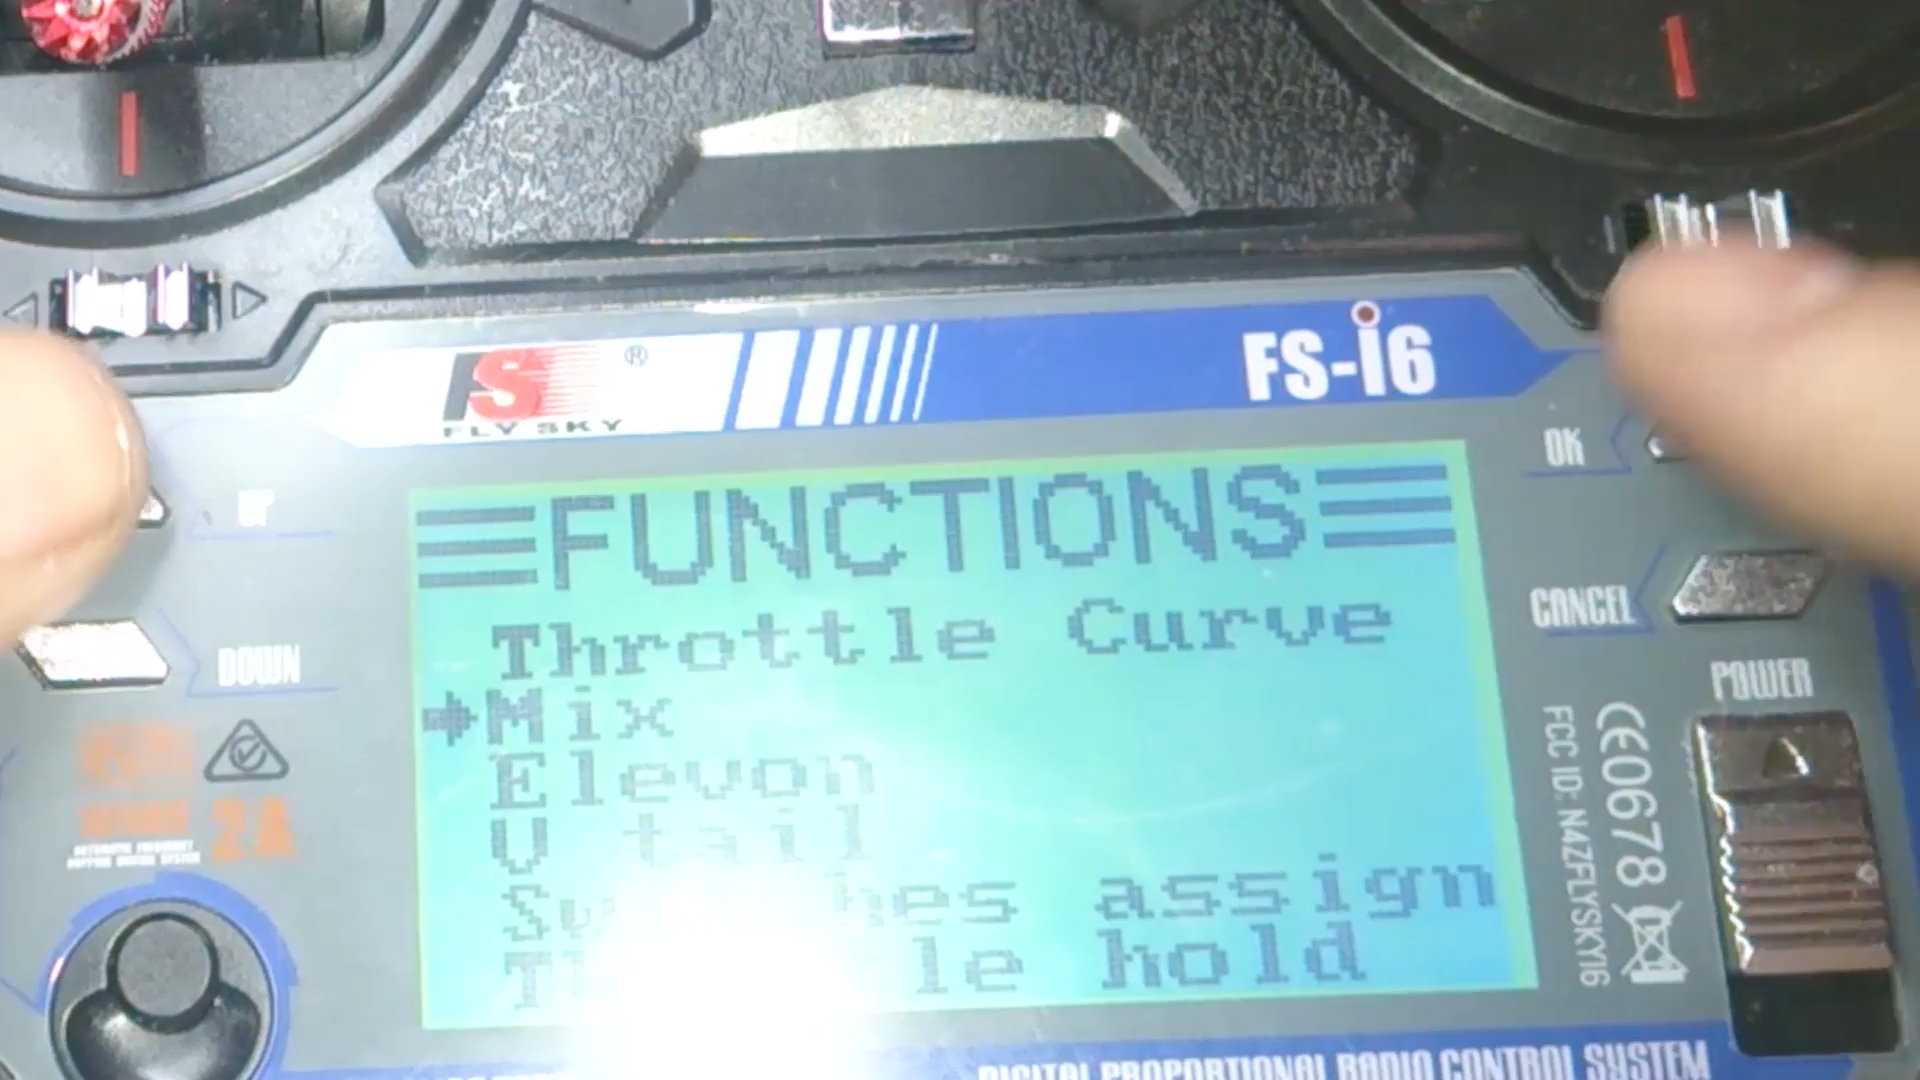 FS®
FLY SKY
FS-i6
OK
UP
CANCEL
DOWN
POWER
FUNCTIONS
Throttle Curve
Mix
Elevon
V tail
assign
hold
2A
CE0678
FCC ID: N4ZFLYSKYI6
DIGITAL PROPORTIONAL RADIO CONTROL SYSTEM